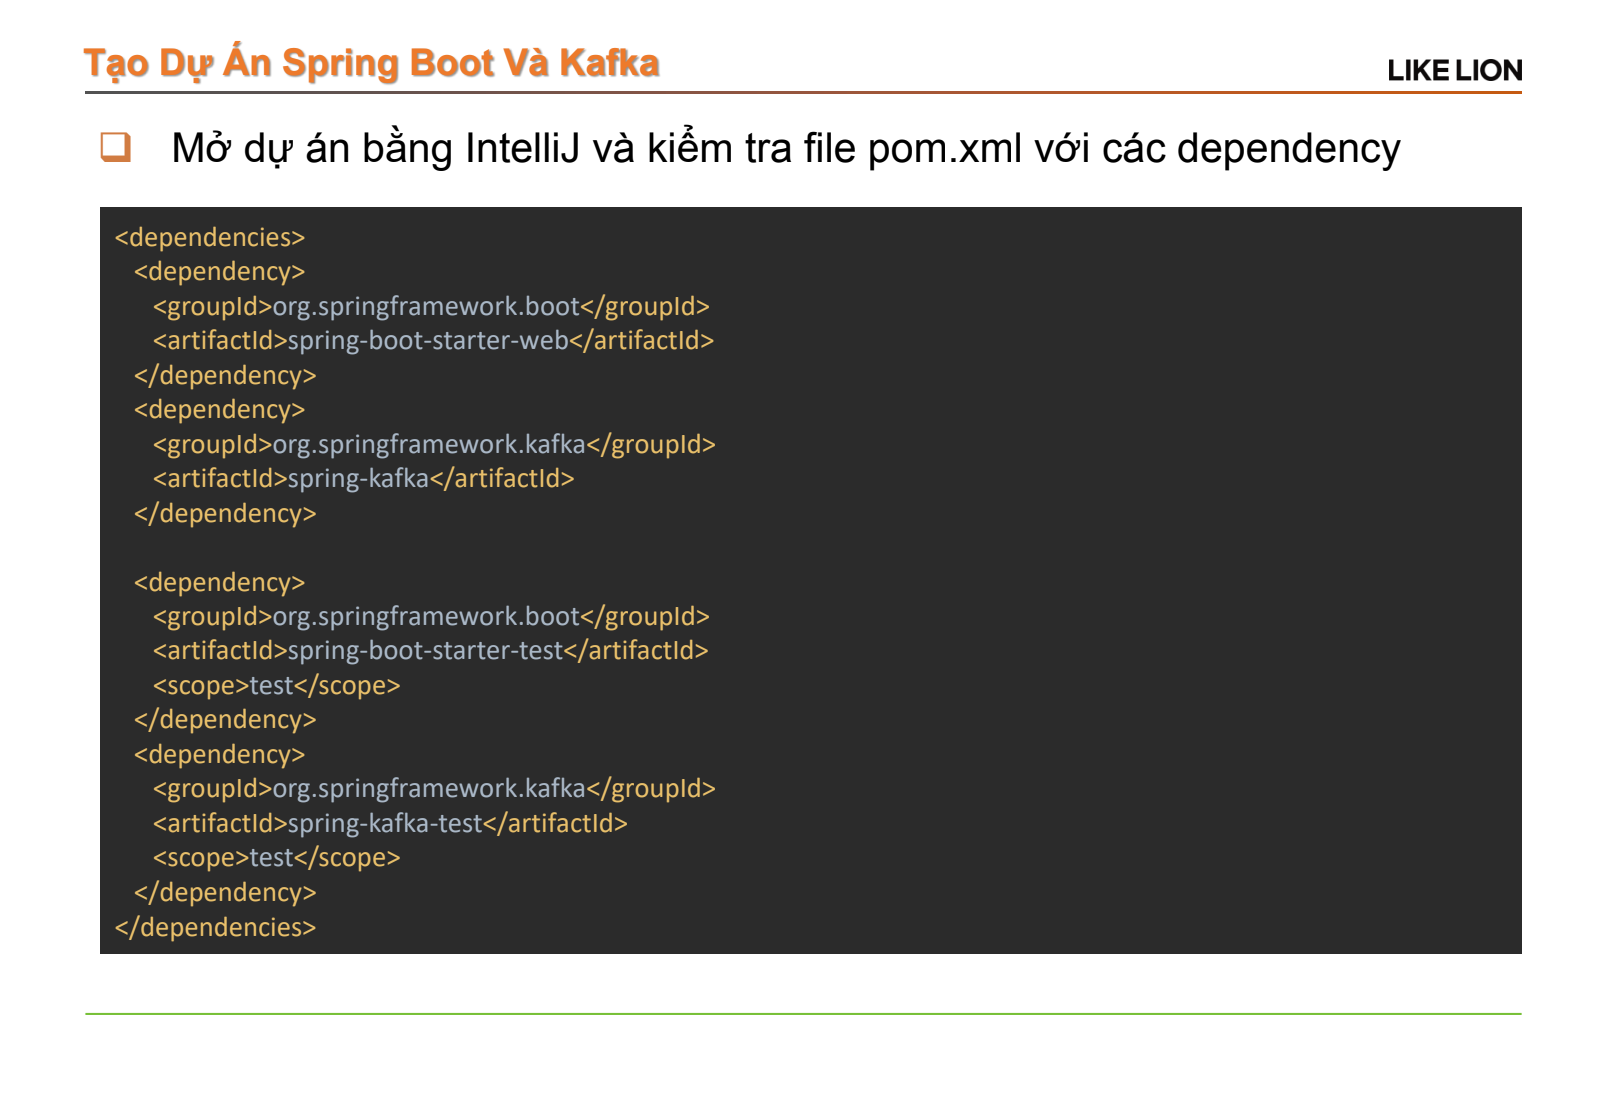 Tạo Dự Án Spring Boot Và Kafka
LIKE LION
Mở dự án bằng IntelliJ và kiểm tra file pom.xml với các dependency
<dependencies>
<dependency>
<groupId>org.springframework.boot</groupId>
<artifactId>spring-boot-starter-web</artifactId>
</dependency>
<dependency>
<groupId>org.springframework.kafka</groupId>
<artifactId>spring-kafka</artifactId>
</dependency>
<dependency>
<groupId>org.springframework.boot</groupId>
<artifactId>spring-boot-starter-test</artifactId>
<scope>test</scope>
</dependency>
<dependency>
<groupId>org.springframework.kafka</groupId>
<artifactId>spring-kafka-test</artifactId>
<scope>test</scope>
</dependency>
</dependencies>